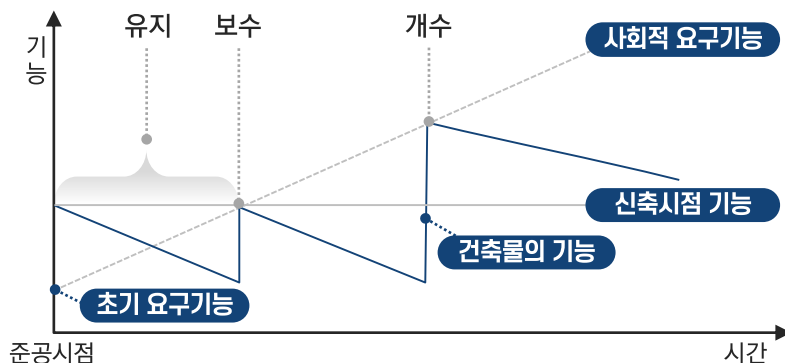 유지
보수
개수
사회적 요구기능
기능
신축시점 기능
건축물의 기능
초기 요구기능
준공시점
시간